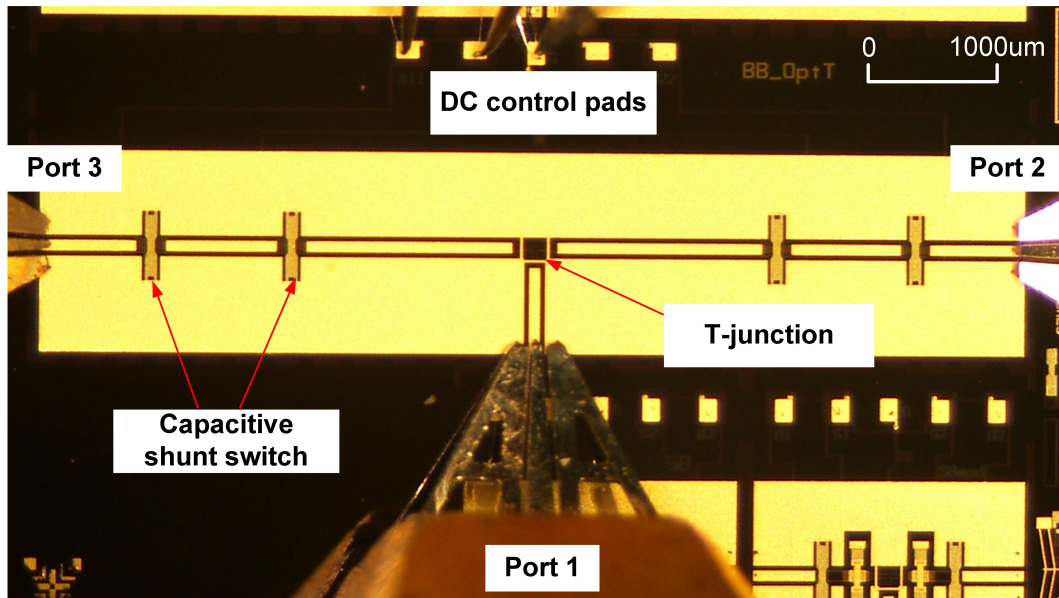 0 1000um
BB_OptT
DC control pads
Port 3
Port 2
T-junction
Capacitive
shunt switch
Port 1